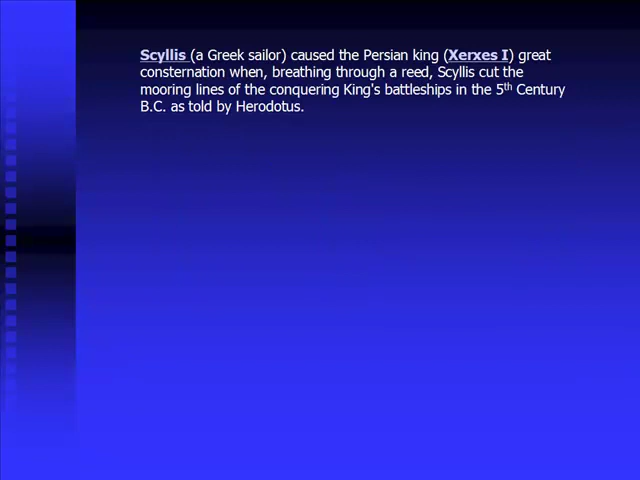 Scyllis (a Greek sailor) caused the Persian king (Xerxes I) great
consternation when, breathing through a reed, Scyllis cut the
mooring lines of the conquering King's battleships in the 5th Century
B.C. as told by Herodotus.